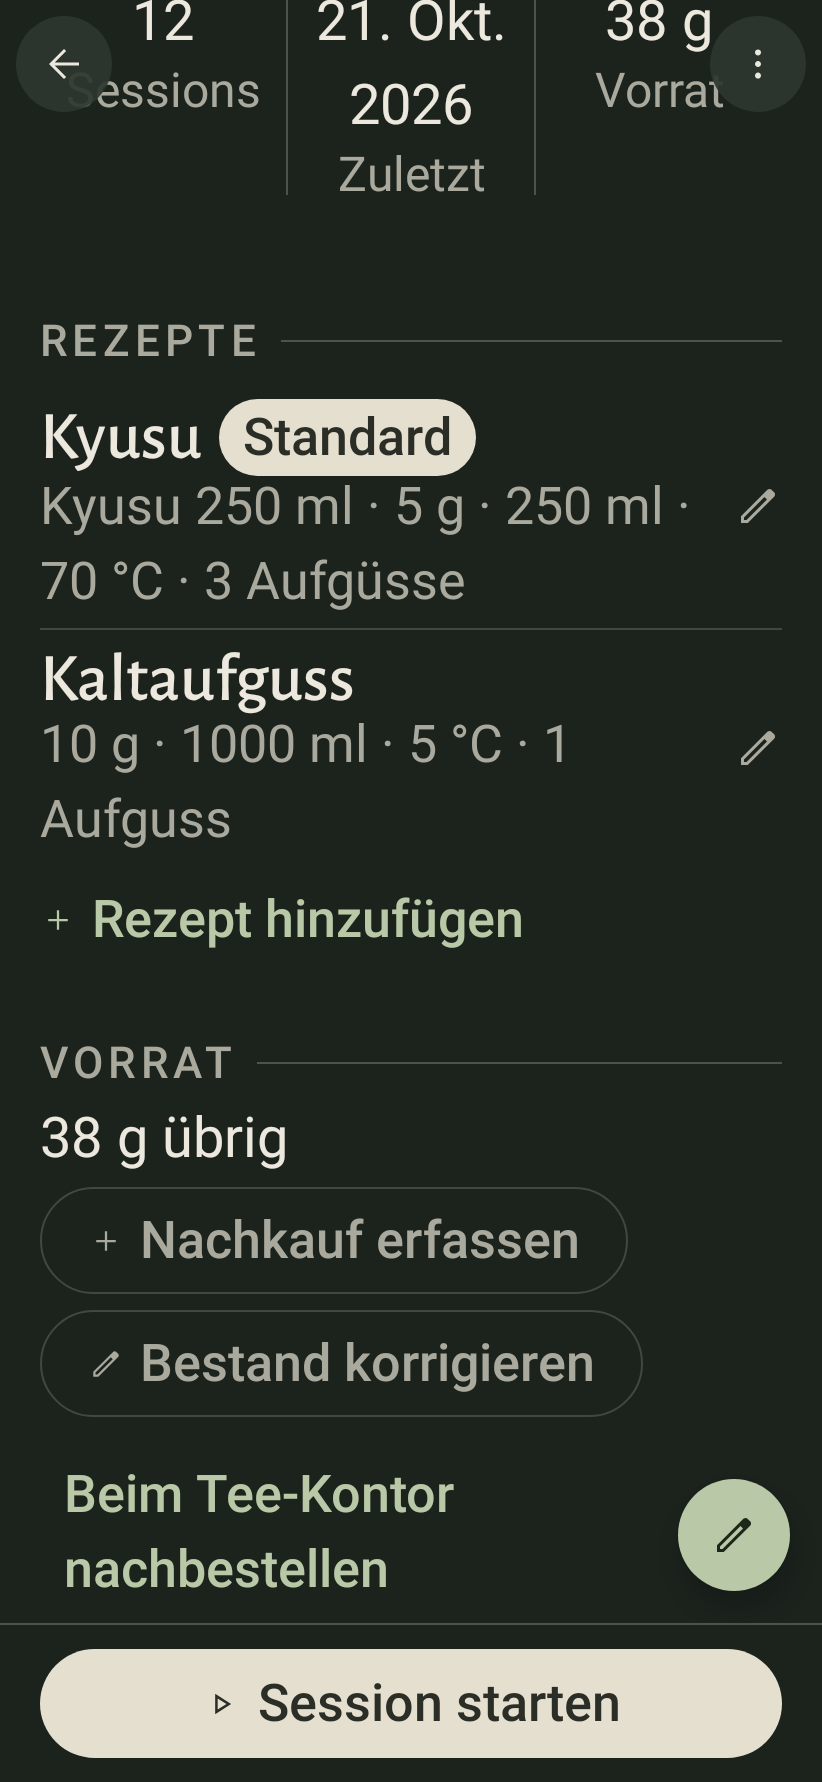 12
Sessions
21. Okt.
2026
Zuletzt
38 g
Vorrat
REZEPTE
Kyusu Standard
Kyusu 250 ml · 5 g · 250 ml ·
70 °C · 3 Aufgüsse
Kaltaufguss
10 g · 1000 ml · 5 °C · 1
Aufguss
+ Rezept hinzufügen
VORRAT
38 g übrig
+ Nachkauf erfassen
Bestand korrigieren
Beim Tee-Kontor
nachbestellen
Session starten